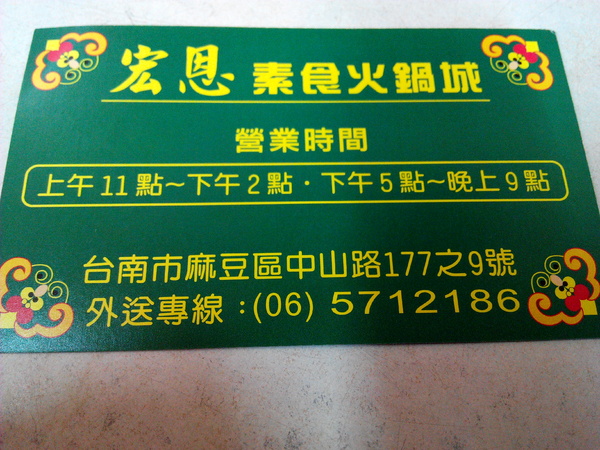 宏恩 素食火鍋城
營業時間
上午11點~下午2點·下午5點~晚上9點
台南市麻豆區中山路177之9號
外送專線:(06) 5712186